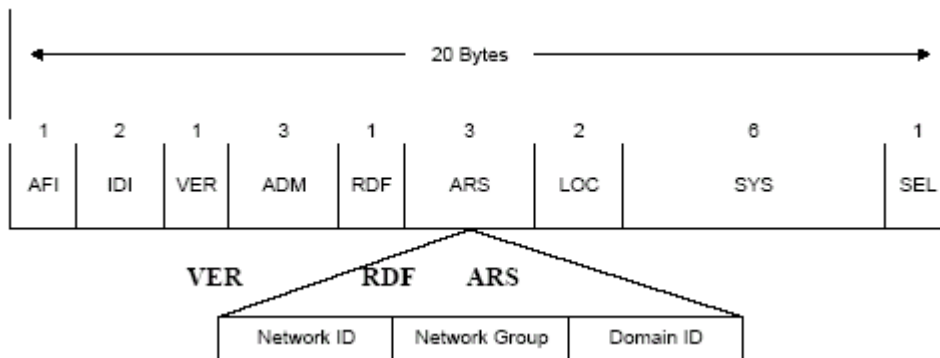 20 Bytes
1 2 1 3 1 3 2 6 1
AFI IDI VER ADM RDF ARS LOC SYS SEL
VER RDF ARS
Network ID Network Group Domain ID